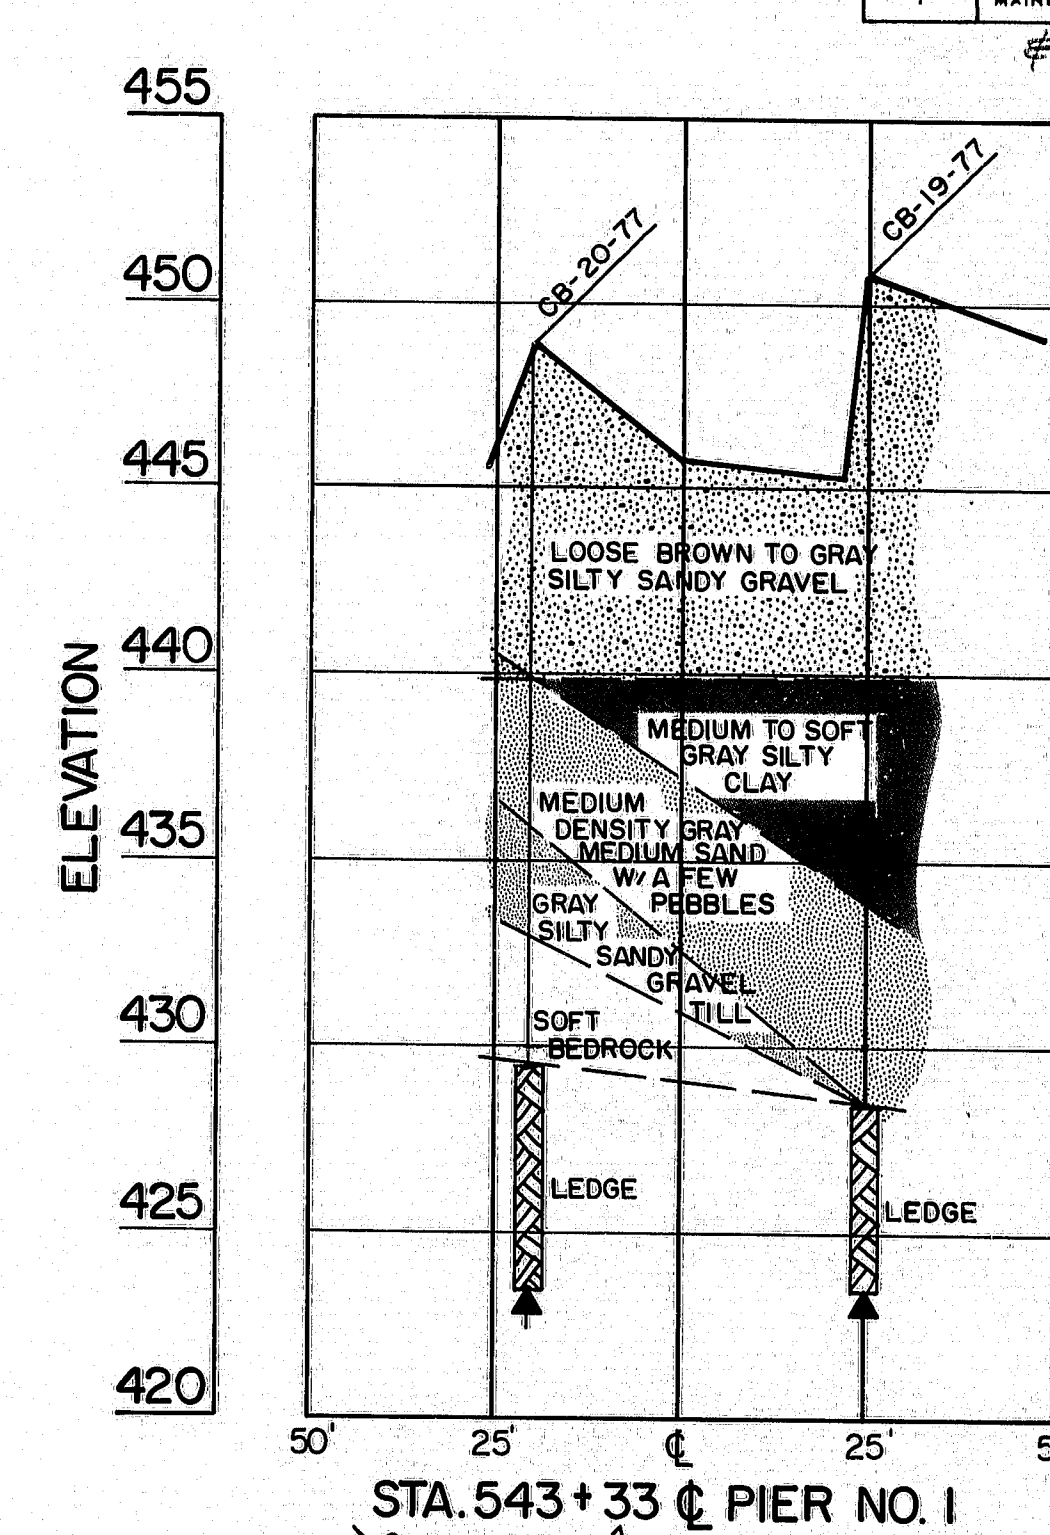 455
450
445
440
435
430
425
420
ELEVATION
CB-20-77
CB-19-77
LOOSE BROWN TO GRAY
SILTY SANDY GRAVEL
MEDIUM TO SOFT
GRAY SILTY
CLAY
MEDIUM
DENSITY GRAY
MEDIUM SAND
W/ A FEW
PEBBLES
GRAY
SILTY
SANDY
GRAVEL
TILL
SOFT
BEDROCK
LEDGE
LEDGE
50' 25' ℄ 25'
STA. 543 + 33 ℄ PIER NO. 1